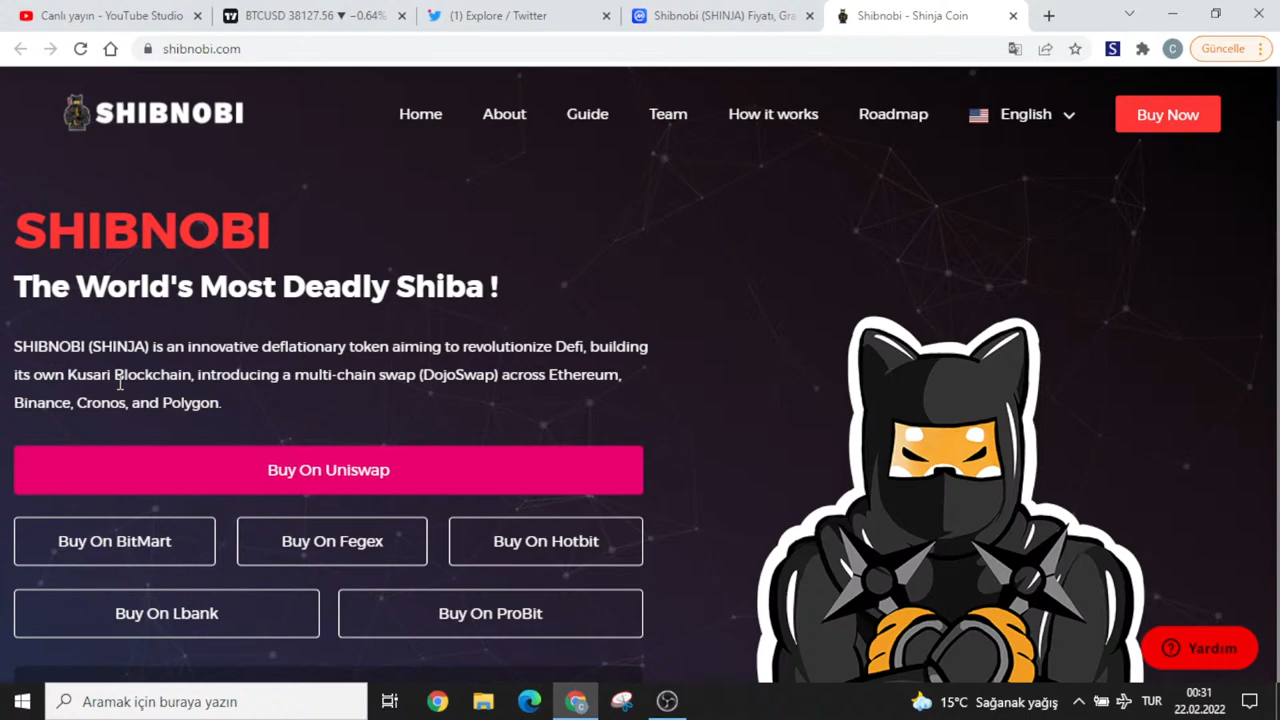 Canlı yayın - YouTube Studio
BTCUSD 38127.56 ▼ −0.64%
(1) Explore / Twitter
Shibnobi (SHINJA) Fiyatı, Gra
Shibnobi - Shinja Coin
shibnobi.com
S
C
Güncelle
SHIBNOBI
Home
About
Guide
Team
How it works
Roadmap
English
Buy Now
SHIBNOBI
The World's Most Deadly Shiba !
SHIBNOBI (SHINJA) is an innovative deflationary token aiming to revolutionize Defi, building
its own Kusari Blockchain, introducing a multi-chain swap (DojoSwap) across Ethereum,
Binance, Cronos, and Polygon.
Buy On Uniswap
Buy On BitMart
Buy On Fegex
Buy On Hotbit
Buy On Lbank
Buy On ProBit
Yardım
Aramak için buraya yazın
15°C Sağanak yağış
TUR
00:31
22.02.2022